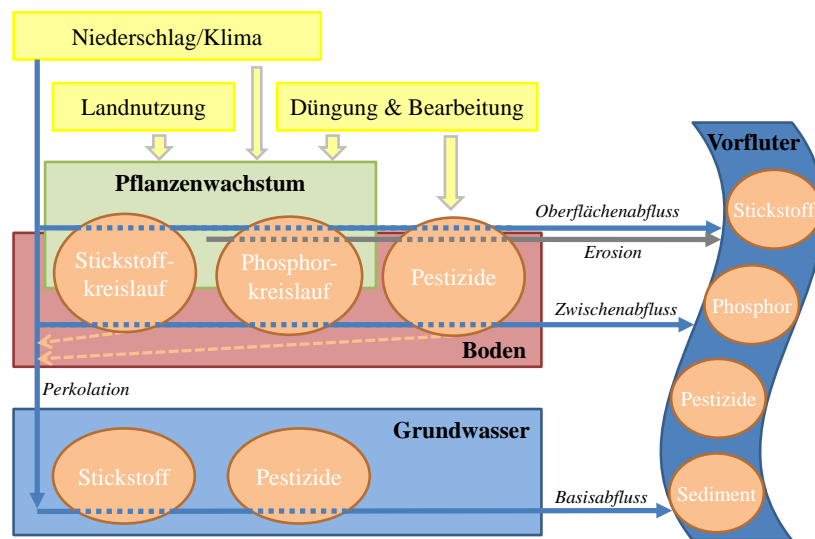 Niederschlag/Klima
Landnutzung
Düngung & Bearbeitung
Vorfluter
Pflanzenwachstum
Stickstoff
Oberflächenabfluss
Erosion
Stickstoff-
kreislauf
Phosphor-
kreislauf
Pestizide
Phosphor
Zwischenabfluss
Boden
Perkolation
Pestizide
Grundwasser
Stickstoff
Pestizide
Basisabfluss
Sediment